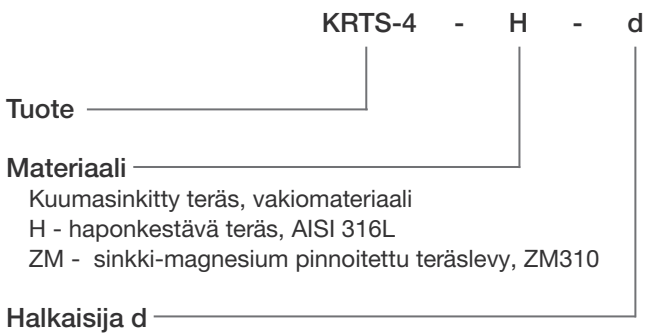 KRTS-4 - H - d
Tuote
Materiaali
Kuumasinkitty teräs, vakiomateriaali
H - haponkestävä teräs, AISI 316L
ZM - sinkki-magnesium pinnoitettu teräslevy, ZM310
Halkaisija d